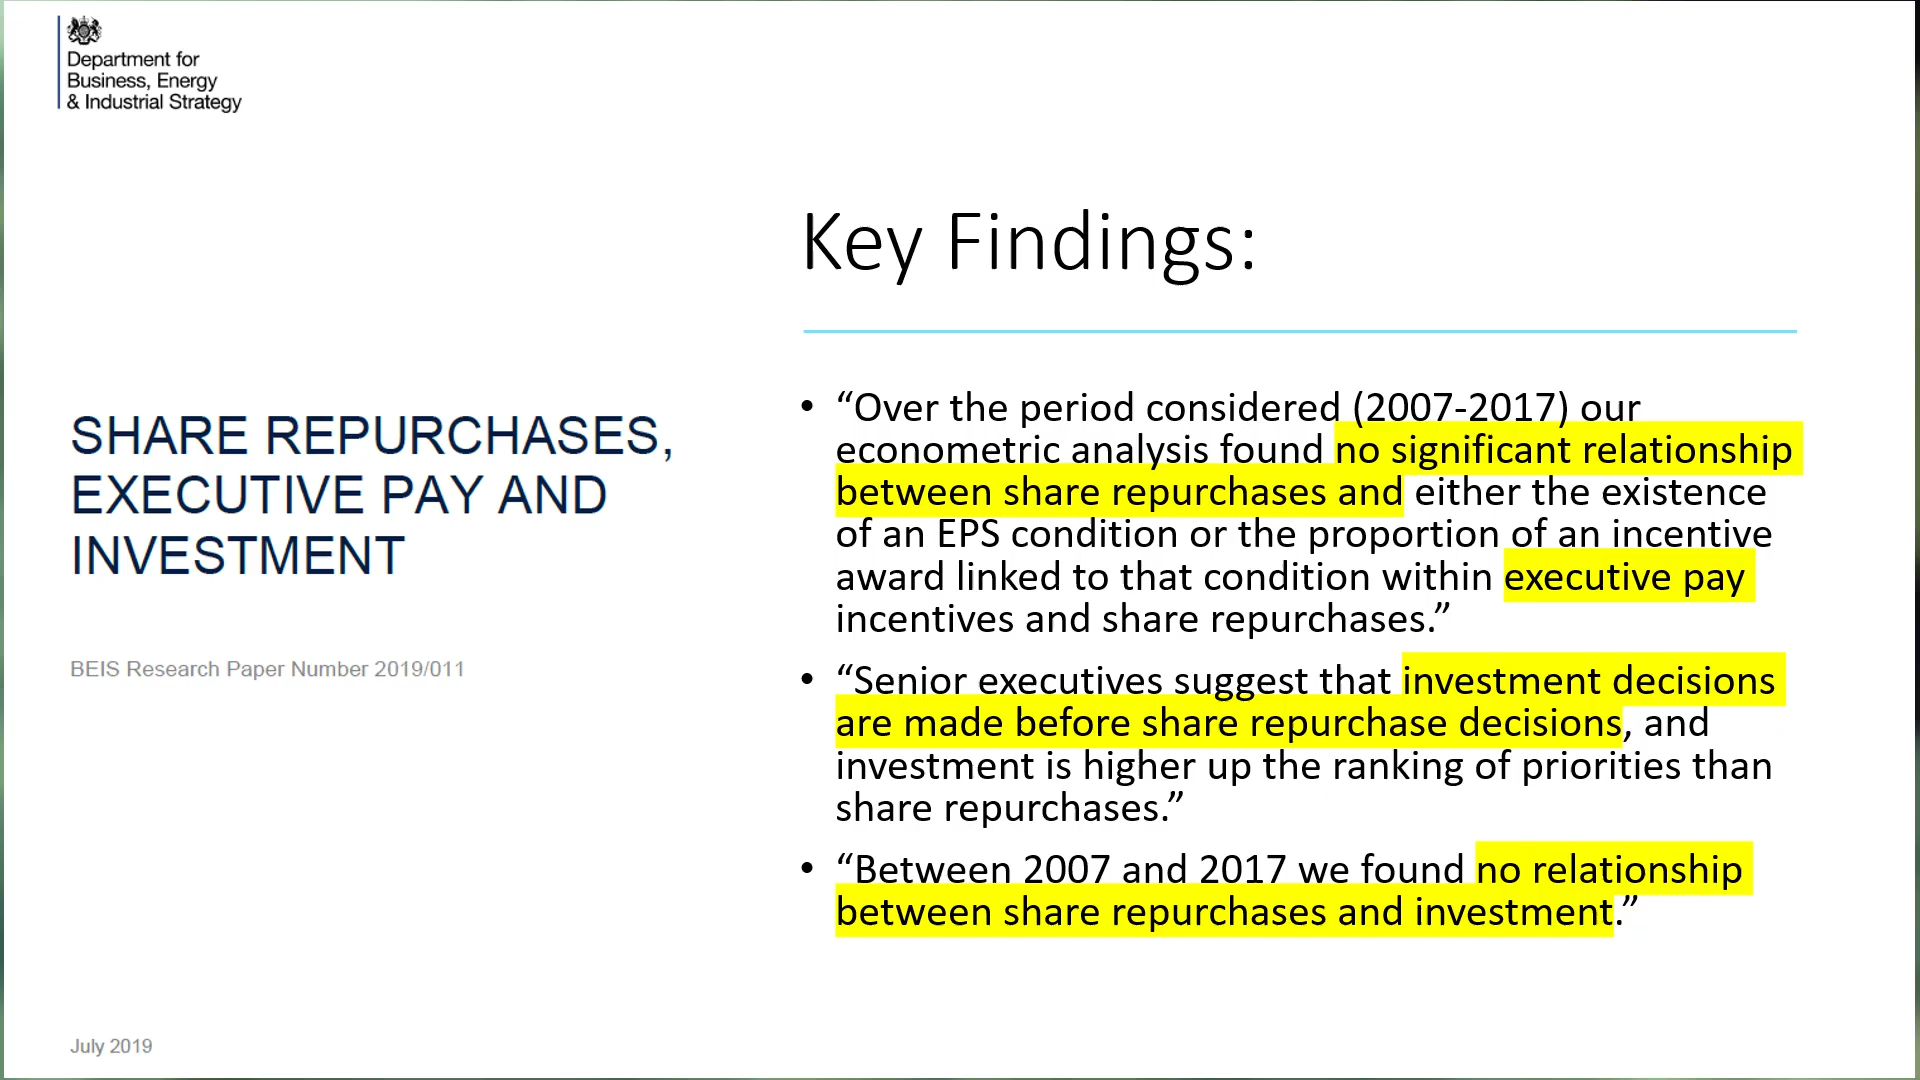 Department for
Business, Energy
& Industrial Strategy
SHARE REPURCHASES,
EXECUTIVE PAY AND
INVESTMENT
BEIS Research Paper Number 2019/011
July 2019
Key Findings:
• “Over the period considered (2007-2017) our
econometric analysis found no significant relationship
between share repurchases and either the existence
of an EPS condition or the proportion of an incentive
award linked to that condition within executive pay
incentives and share repurchases.”
• “Senior executives suggest that investment decisions
are made before share repurchase decisions, and
investment is higher up the ranking of priorities than
share repurchases.”
• “Between 2007 and 2017 we found no relationship
between share repurchases and investment.”